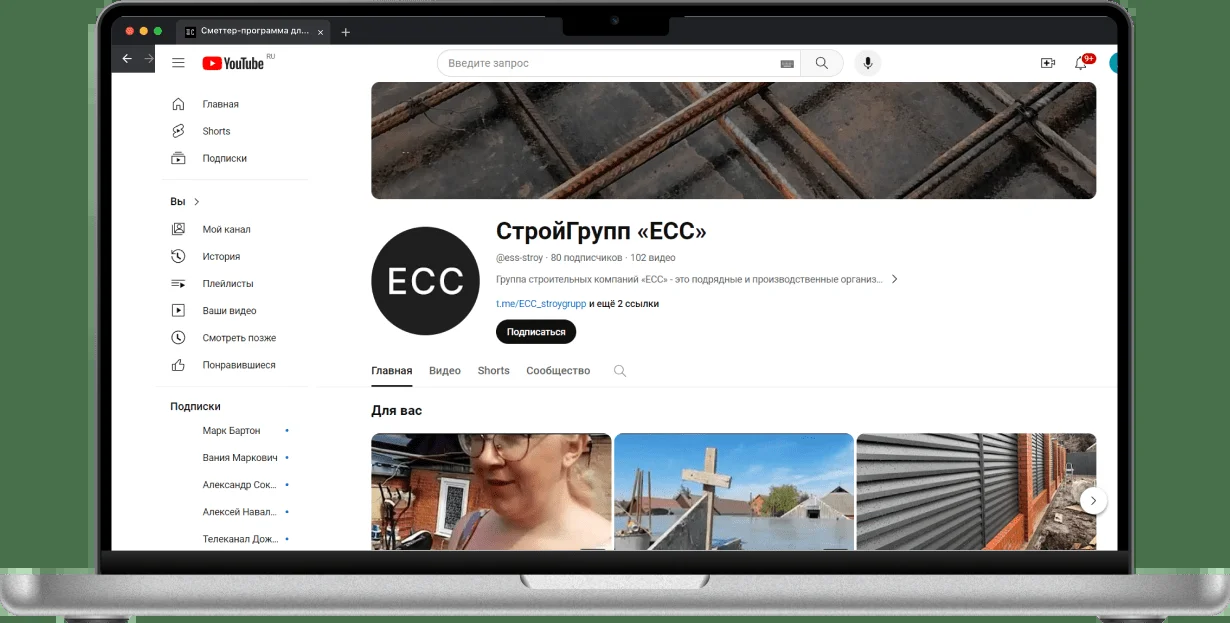 ECC
Сметтер-программа дл...
YouTube
RU
Введите запрос
9+
Главная
Shorts
Подписки
Вы
Мой канал
История
Плейлисты
Ваши видео
Смотреть позже
Понравившиеся
Подписки
Марк Бартон
Вания Маркович
Александр Сок...
Алексей Навал...
Телеканал Дож...
ECC
СтройГрупп «ЕСС»
@ess-stroy · 80 подписчиков · 102 видео
Группа строительных компаний «ЕСС» - это подрядные и производственные организ...
t.me/ECC_stroygrupp и ещё 2 ссылки
Подписаться
Главная Видео Shorts Сообщество
Для вас